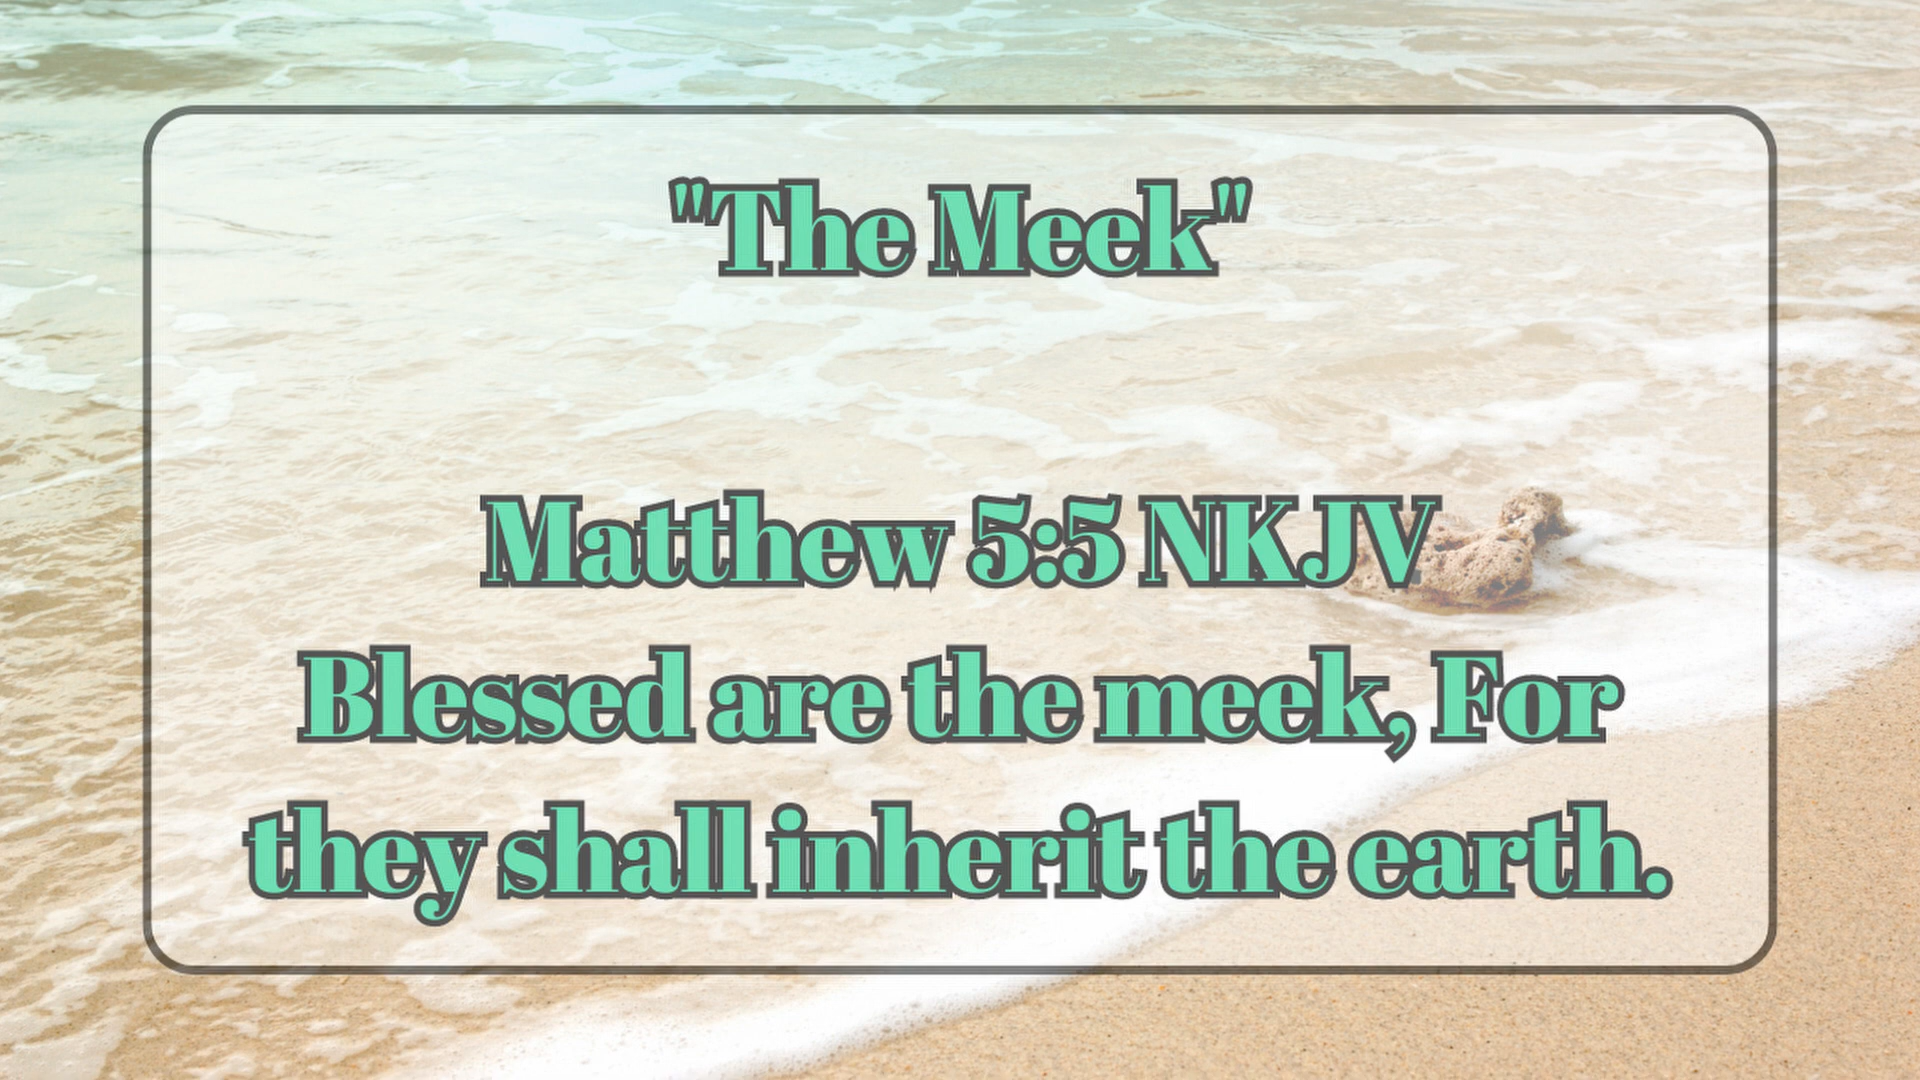 "The Meek"
Matthew 5:5 NKJV
Blessed are the meek, For
they shall inherit the earth.